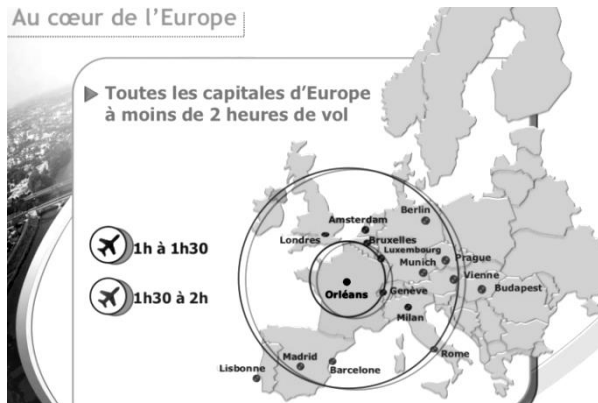 Au cœur de l'Europe
Toutes les capitales d'Europe
à moins de 2 heures de vol
1h à 1h30
1h30 à 2h
Berlin
Amsterdam
Londres
Bruxelles
Luxembourg
Prague
Munich
Vienne
Budapest
Genève
Orléans
Milan
Rome
Madrid
Barcelone
Lisbonne